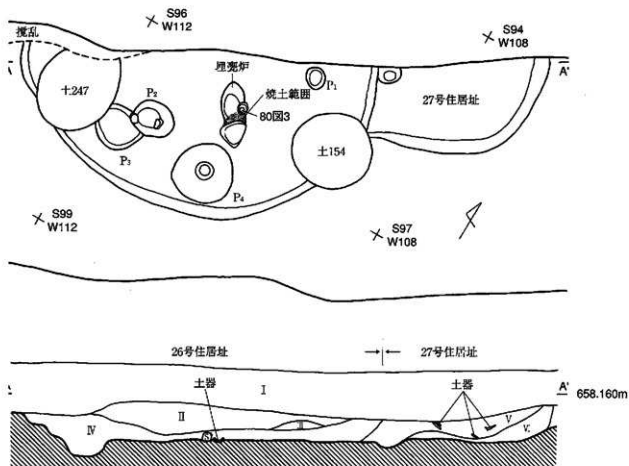 S96
W112
S94
W108
撹乱
A
A'
土247
P₂
埋甕炉
P₁
焼土範囲
80図3
27号住居址
P₃
土154
P₄
S99
W112
S97
W108
26号住居址
27号住居址
土器
I
土器
A
A'
658.160m
II
III
V
IV
S